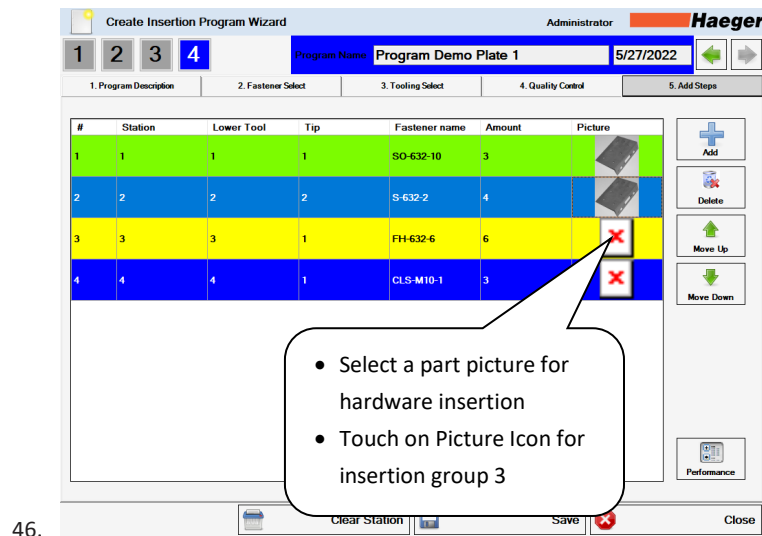 Create Insertion Program Wizard Administrator Haeger
1 2 3 4 Program Name Program Demo Plate 1 5/27/2022
1. Program Description 2. Fastener Select 3. Tooling Select 4. Quality Control 5. Add Steps
# Station Lower Tool Tip Fastener name Amount Picture
1 1 1 1 SO-632-10 3
2 2 2 2 S-632-2 4
3 3 3 1 FH-632-6 6
4 4 4 1 CLS-M10-1 3
Add
Delete
Move Up
Move Down
• Select a part picture for
hardware insertion
• Touch on Picture Icon for
insertion group 3
Performance
Clear Station Save Close
46.